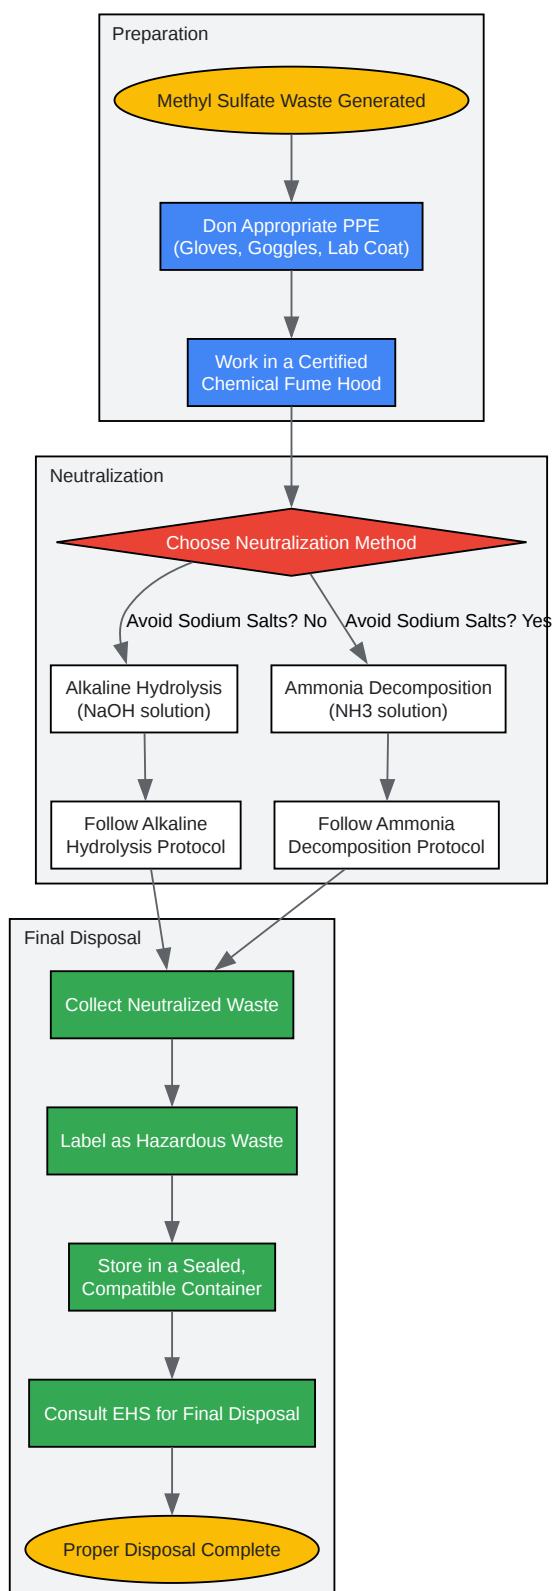 Preparation
Methyl Sulfate Waste Generated
Don Appropriate PPE
(Gloves, Goggles, Lab Coat)
Work in a Certified
Chemical Fume Hood
Neutralization
Choose Neutralization Method
Avoid Sodium Salts? No
Avoid Sodium Salts? Yes
Alkaline Hydrolysis
(NaOH solution)
Ammonia Decomposition
(NH3 solution)
Follow Alkaline
Hydrolysis Protocol
Follow Ammonia
Decomposition Protocol
Final Disposal
Collect Neutralized Waste
Label as Hazardous Waste
Store in a Sealed,
Compatible Container
Consult EHS for Final Disposal
Proper Disposal Complete